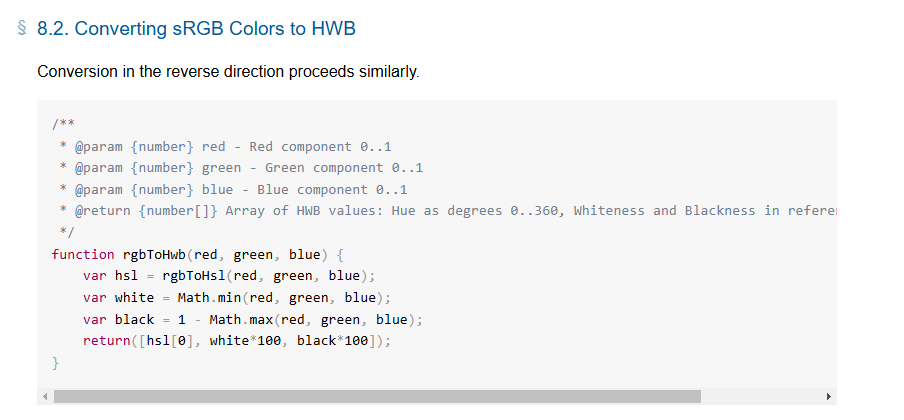 § 8.2. Converting sRGB Colors to HWB
Conversion in the reverse direction proceeds similarly.
/**
 * @param {number} red - Red component 0..1
 * @param {number} green - Green component 0..1
 * @param {number} blue - Blue component 0..1
 * @return {number[]} Array of HWB values: Hue as degrees 0..360, Whiteness and Blackness in
 */
function rgbToHwb(red, green, blue) {
    var hsl = rgbToHsl(red, green, blue);
    var white = Math.min(red, green, blue);
    var black = 1 - Math.max(red, green, blue);
    return([hsl[0], white*100, black*100]);
}